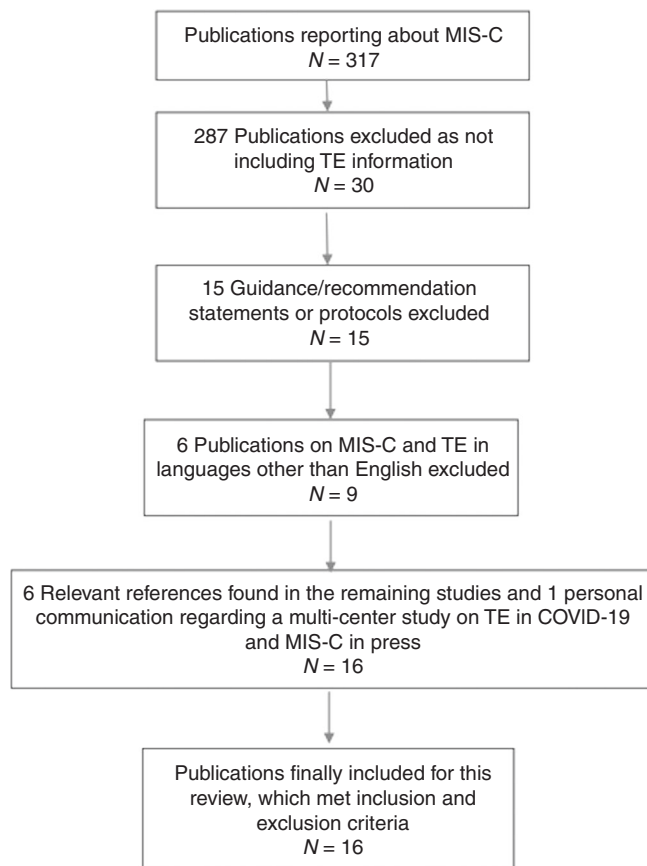 Publications reporting about MIS-C
N = 317
287 Publications excluded as not
including TE information
N = 30
15 Guidance/recommendation
statements or protocols excluded
N = 15
6 Publications on MIS-C and TE in
languages other than English excluded
N = 9
6 Relevant references found in the remaining studies and 1 personal
communication regarding a multi-center study on TE in COVID-19
and MIS-C in press
N = 16
Publications finally included for this
review, which met inclusion and
exclusion criteria
N = 16